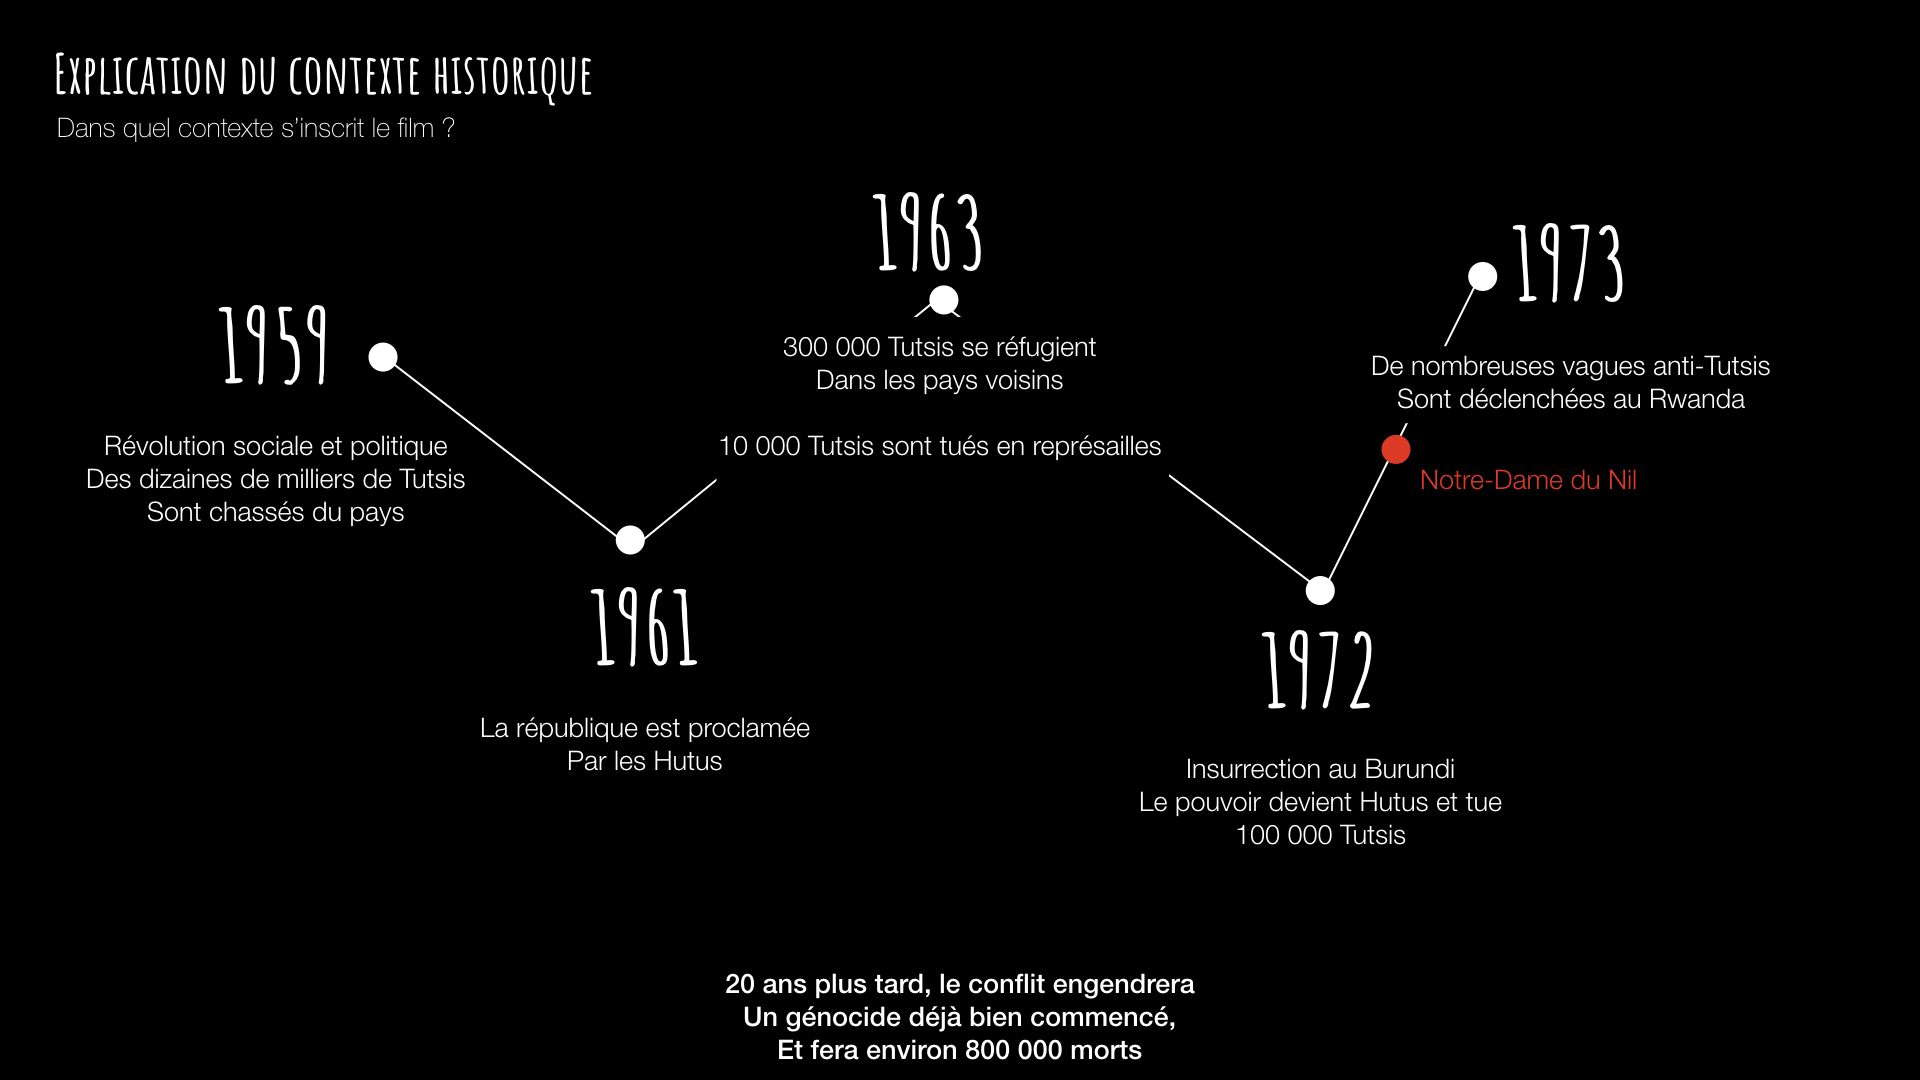 Explication du contexte historique
Dans quel contexte s’inscrit le film ?
1959
Révolution sociale et politique
Des dizaines de milliers de Tutsis
Sont chassés du pays
1961
La république est proclamée
Par les Hutus
1963
300 000 Tutsis se réfugient
Dans les pays voisins
10 000 Tutsis sont tués en représailles
1972
Insurrection au Burundi
Le pouvoir devient Hutus et tue
100 000 Tutsis
1973
De nombreuses vagues anti-Tutsis
Sont déclenchées au Rwanda
Notre-Dame du Nil
20 ans plus tard, le conflit engendrera
Un génocide déjà bien commencé,
Et fera environ 800 000 morts